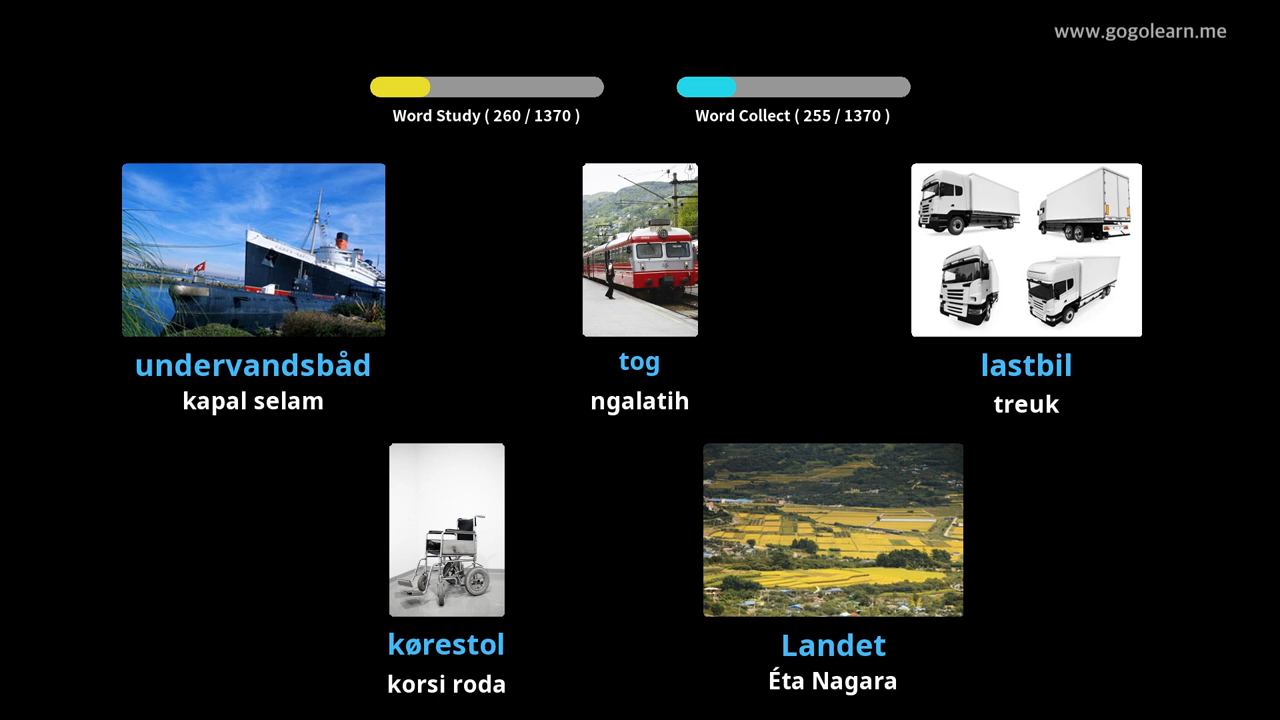 www.gogolearn.me
Word Study ( 260 / 1370 )
Word Collect ( 255 / 1370 )
undervandsbåd
kapal selam
tog
ngalatih
lastbil
treuk
kørestol
korsi roda
Landet
Éta Nagara